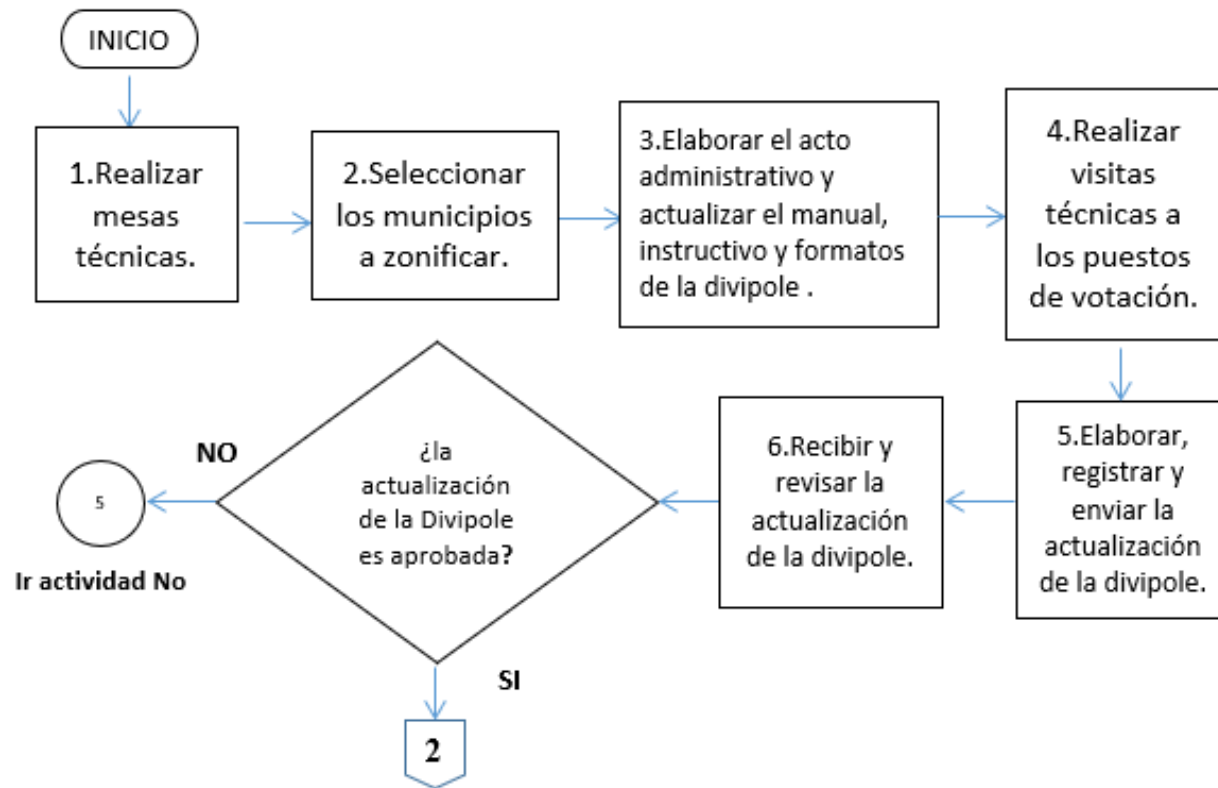 INICIO
1.Realizar
mesas
técnicas.
2.Seleccionar
los municipios
a zonificar.
3.Elaborar el acto
administrativo y
actualizar el manual,
instructivo y formatos
de la divipole .
4.Realizar
visitas
técnicas a
los puestos
de votación.
5.Elaborar,
registrar y
enviar la
actualización
de la divipole.
6.Recibir y
revisar la
actualización
de la divipole.
¿la
actualización
de la Divipole
es aprobada?
NO
5
Ir actividad No
SI
2